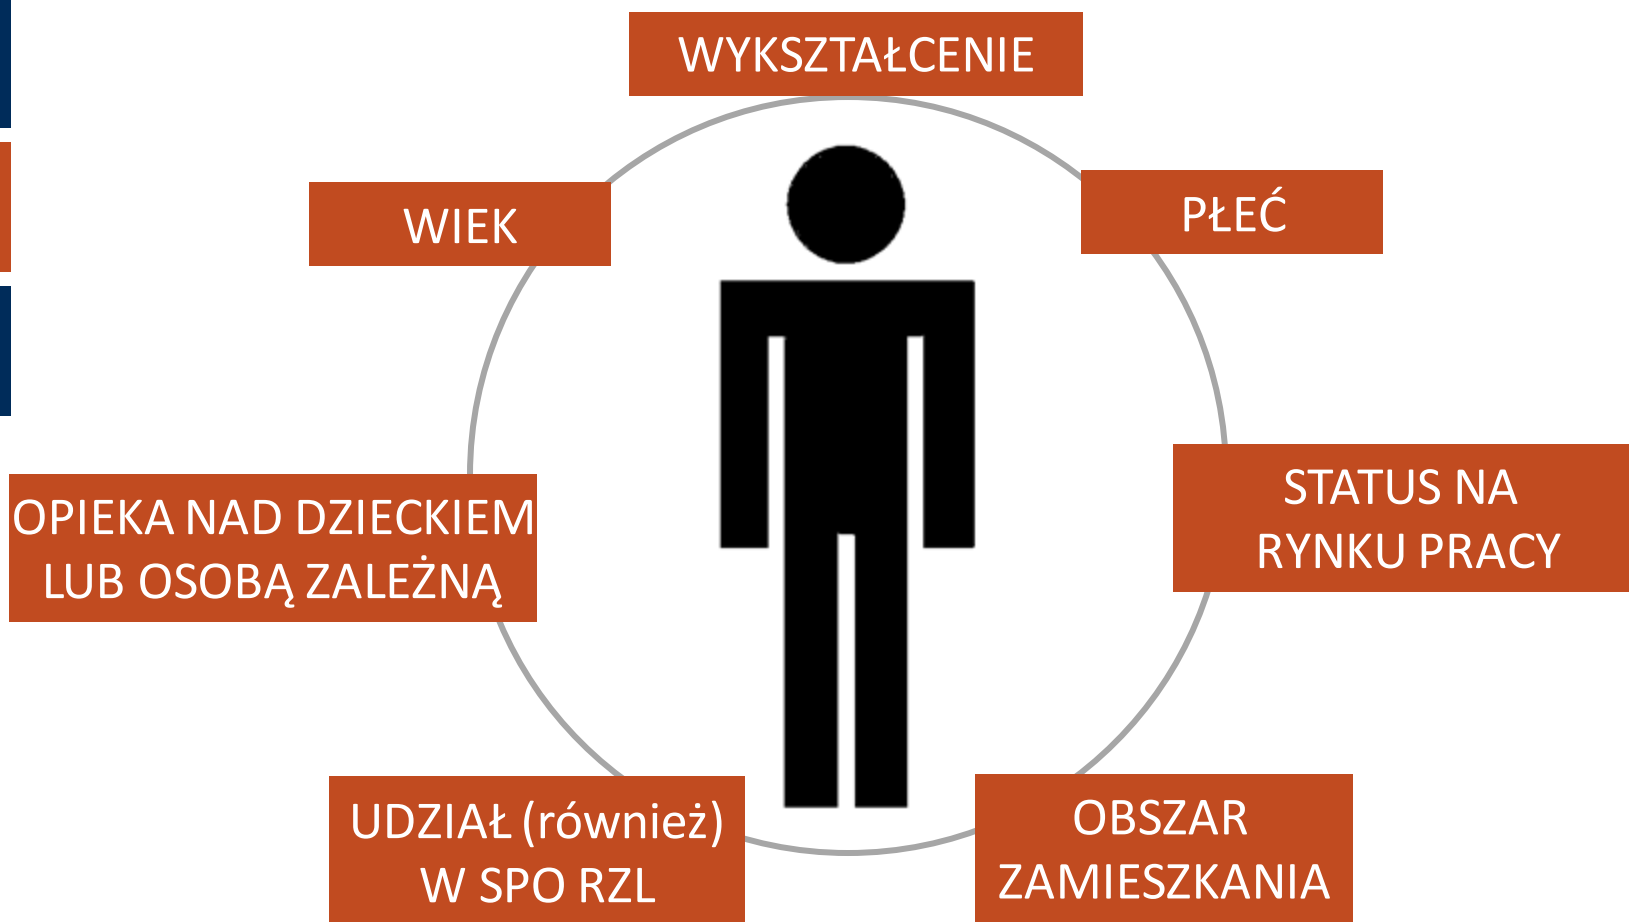 WYKSZTAŁCENIE
WIEK
PŁEĆ
OPIEKA NAD DZIECKIEM
LUB OSOBĄ ZALEŻNĄ
STATUS NA
RYNKU PRACY
UDZIAŁ (również)
W SPO RZL
OBSZAR
ZAMIESZKANIA